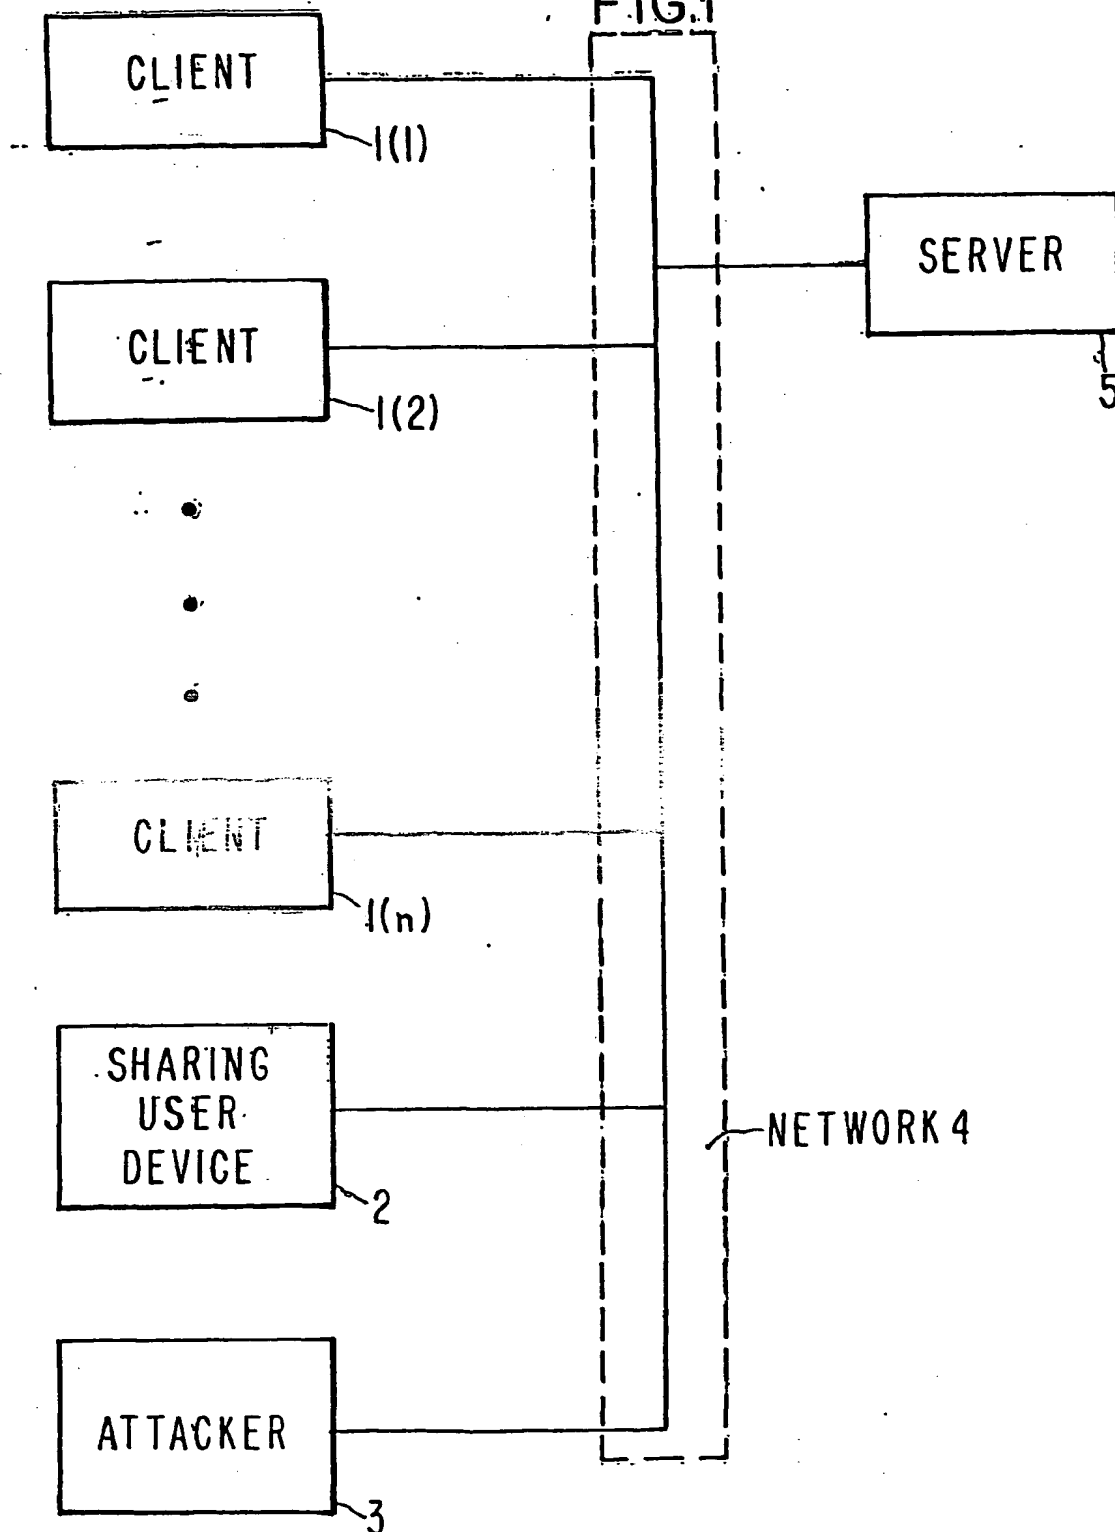 FIG.1
CLIENT
1(1)
SERVER
5
CLIENT
1(2)
CLIENT
1(n)
SHARING
USER
DEVICE
2
NETWORK 4
ATTACKER
3